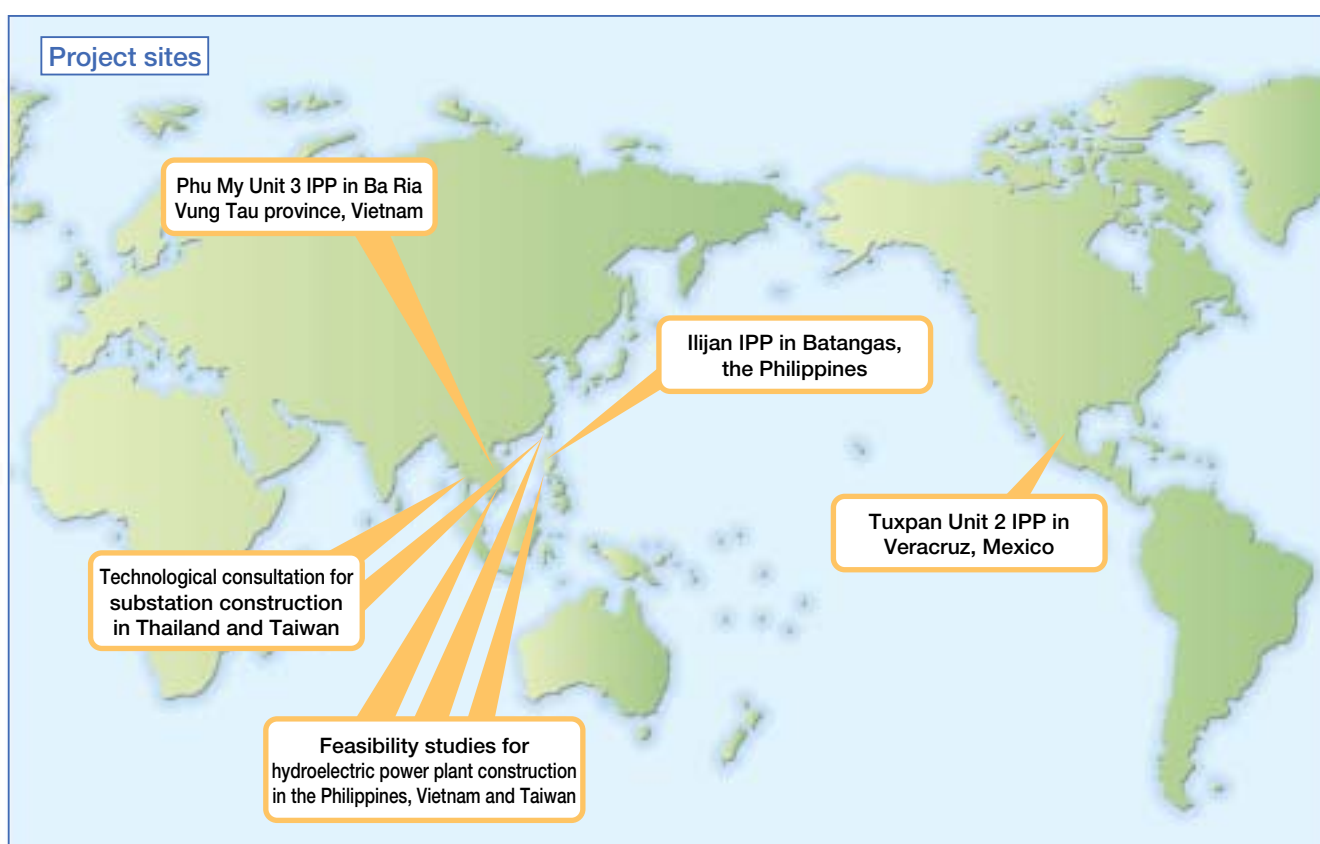 Project sites
Phu My Unit 3 IPP in Ba Ria
Vung Tau province, Vietnam
Ilijan IPP in Batangas,
the Philippines
Tuxpan Unit 2 IPP in
Veracruz, Mexico
Technological consultation for
substation construction
in Thailand and Taiwan
Feasibility studies for
hydroelectric power plant construction
in the Philippines, Vietnam and Taiwan